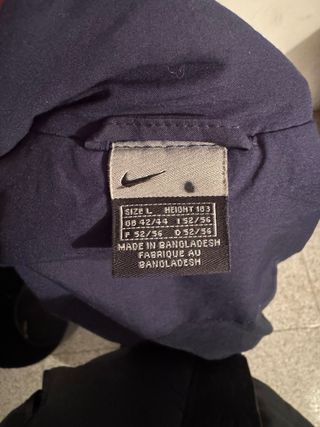 SIZE L HEIGHT 183
GB 42/44 I 52/56
F 52/56 D 52/56
MADE IN BANGLADESH
FABRIQUE AU
BANGLADESH